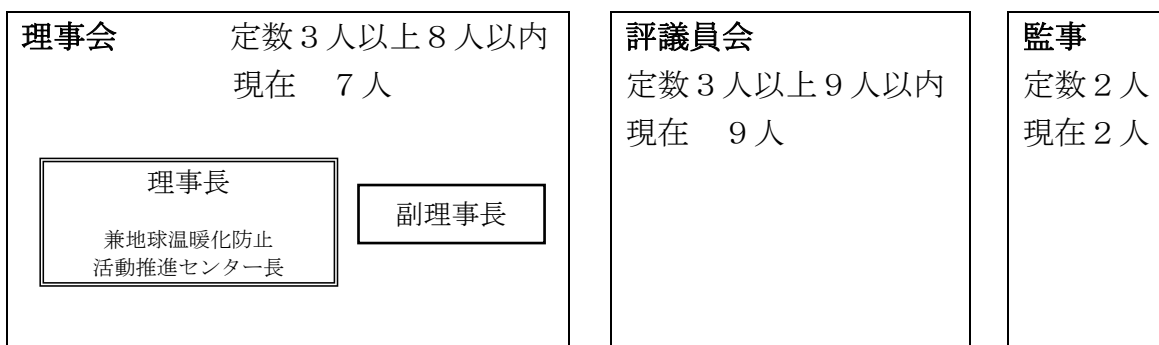 理事会　　　定数３人以上８人以内
現在　７人
理事長
兼地球温暖化防止
活動推進センター長
副理事長
評議員会
定数３人以上９人以内
現在　９人
監事
定数２人
現在２人